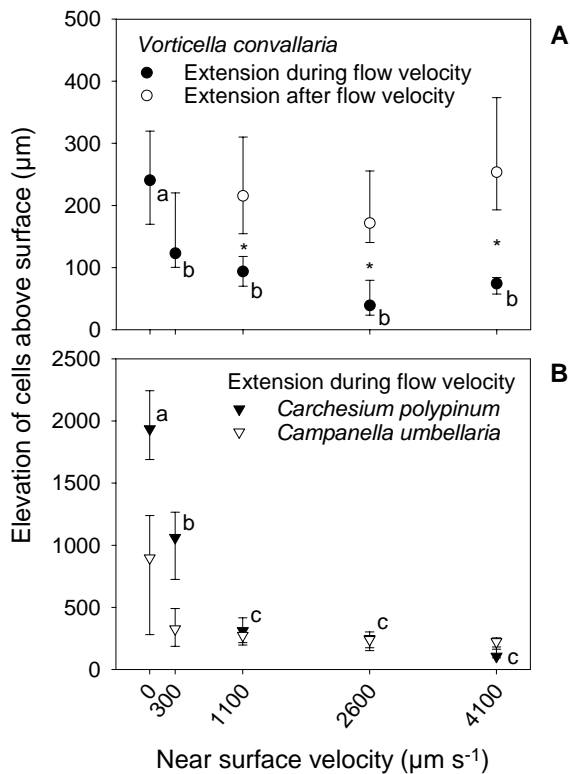 A
Vorticella convallaria
Extension during flow velocity
Extension after flow velocity
Elevation of cells above surface (µm)
500
400
300
200
100
0
a
b
b
b
b
*
*
*
B
Extension during flow velocity
Carchesium polypinum
Campanella umbellaria
2500
2000
1500
1000
500
0
a
b
c
c
c
0
300
1100
2600
4100
Near surface velocity (µm s⁻¹)